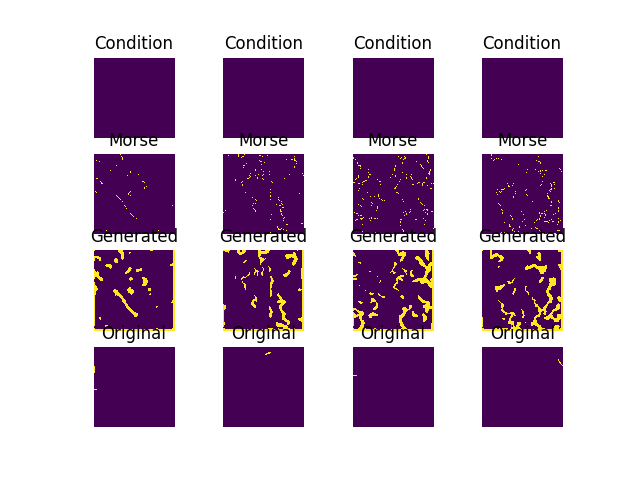 Condition Condition Condition Condition
Morse Morse Morse Morse
Generated Generated Generated Generated
Original Original Original Original